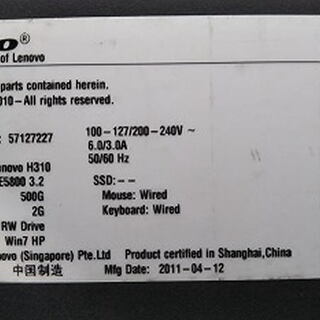 O®
of Lenovo
parts contained herein.
010-All rights reserved.
: 57127227
100-127/200-240V ~
6.0/3.0A
50/60 Hz
enovo H310
E5800 3.2
SSD: - -
500G
Mouse: Wired
2G
Keyboard: Wired
RW Drive
Win7 HP
ovo (Singapore) Pte.Ltd
Product certified in Shanghai,China
中国制造
Mfg Date: 2011-04-12